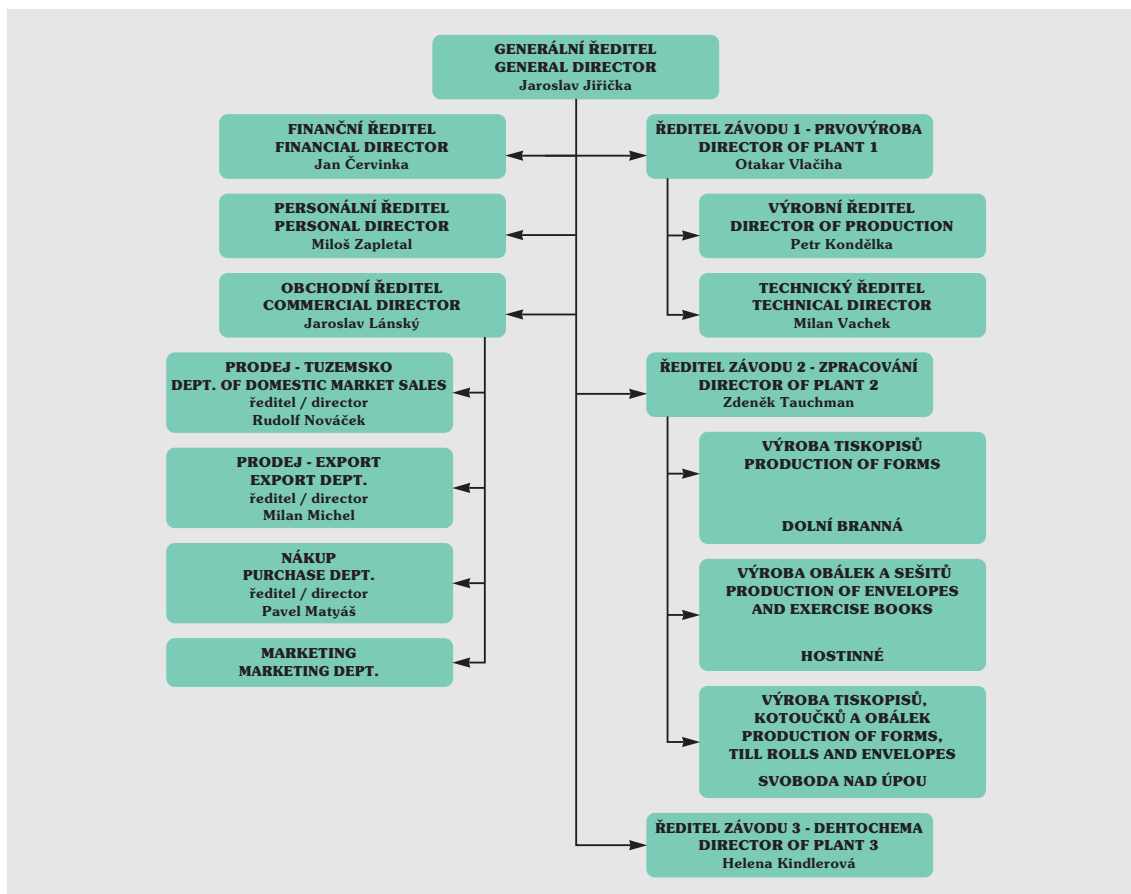 GENERÁLNÍ ŘEDITEL
GENERAL DIRECTOR
Jaroslav Jiřička
FINANČNÍ ŘEDITEL
FINANCIAL DIRECTOR
Jan Červinka
PERSONÁLNÍ ŘEDITEL
PERSONAL DIRECTOR
Miloš Zapletal
OBCHODNÍ ŘEDITEL
COMMERCIAL DIRECTOR
Jaroslav Lánský
PRODEJ - TUZEMSKO
DEPT. OF DOMESTIC MARKET SALES
ředitel / director
Rudolf Nováček
PRODEJ - EXPORT
EXPORT DEPT.
ředitel / director
Milan Michel
NÁKUP
PURCHASE DEPT.
ředitel / director
Pavel Matyáš
MARKETING
MARKETING DEPT.
ŘEDITEL ZÁVODU 1 - PRVOVÝROBA
DIRECTOR OF PLANT 1
Otakar Vlačiha
VÝROBNÍ ŘEDITEL
DIRECTOR OF PRODUCTION
Petr Kondělka
TECHNICKÝ ŘEDITEL
TECHNICAL DIRECTOR
Milan Vachek
ŘEDITEL ZÁVODU 2 - ZPRACOVÁNÍ
DIRECTOR OF PLANT 2
Zdeněk Tauchman
VÝROBA TISKOPISŮ
PRODUCTION OF FORMS
DOLNÍ BRANNÁ
VÝROBA OBÁLEK A SEŠITŮ
PRODUCTION OF ENVELOPES
AND EXERCISE BOOKS
HOSTINNÉ
VÝROBA TISKOPISŮ,
KOTOUČKŮ A OBÁLEK
PRODUCTION OF FORMS,
TILL ROLLS AND ENVELOPES
SVOBODA NAD ÚPOU
ŘEDITEL ZÁVODU 3 - DEHTOCHEMA
DIRECTOR OF PLANT 3
Helena Kindlerová